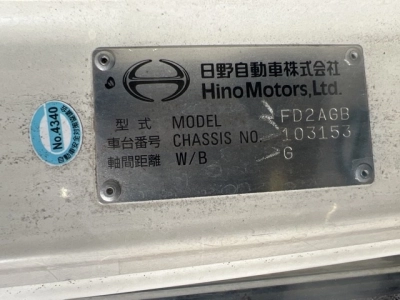 日野自動車株式会社
Hino Motors, Ltd.
型式 MODEL FD2AGB
車台番号 CHASSIS NO. 103153
軸間距離 W/B G
No.4340